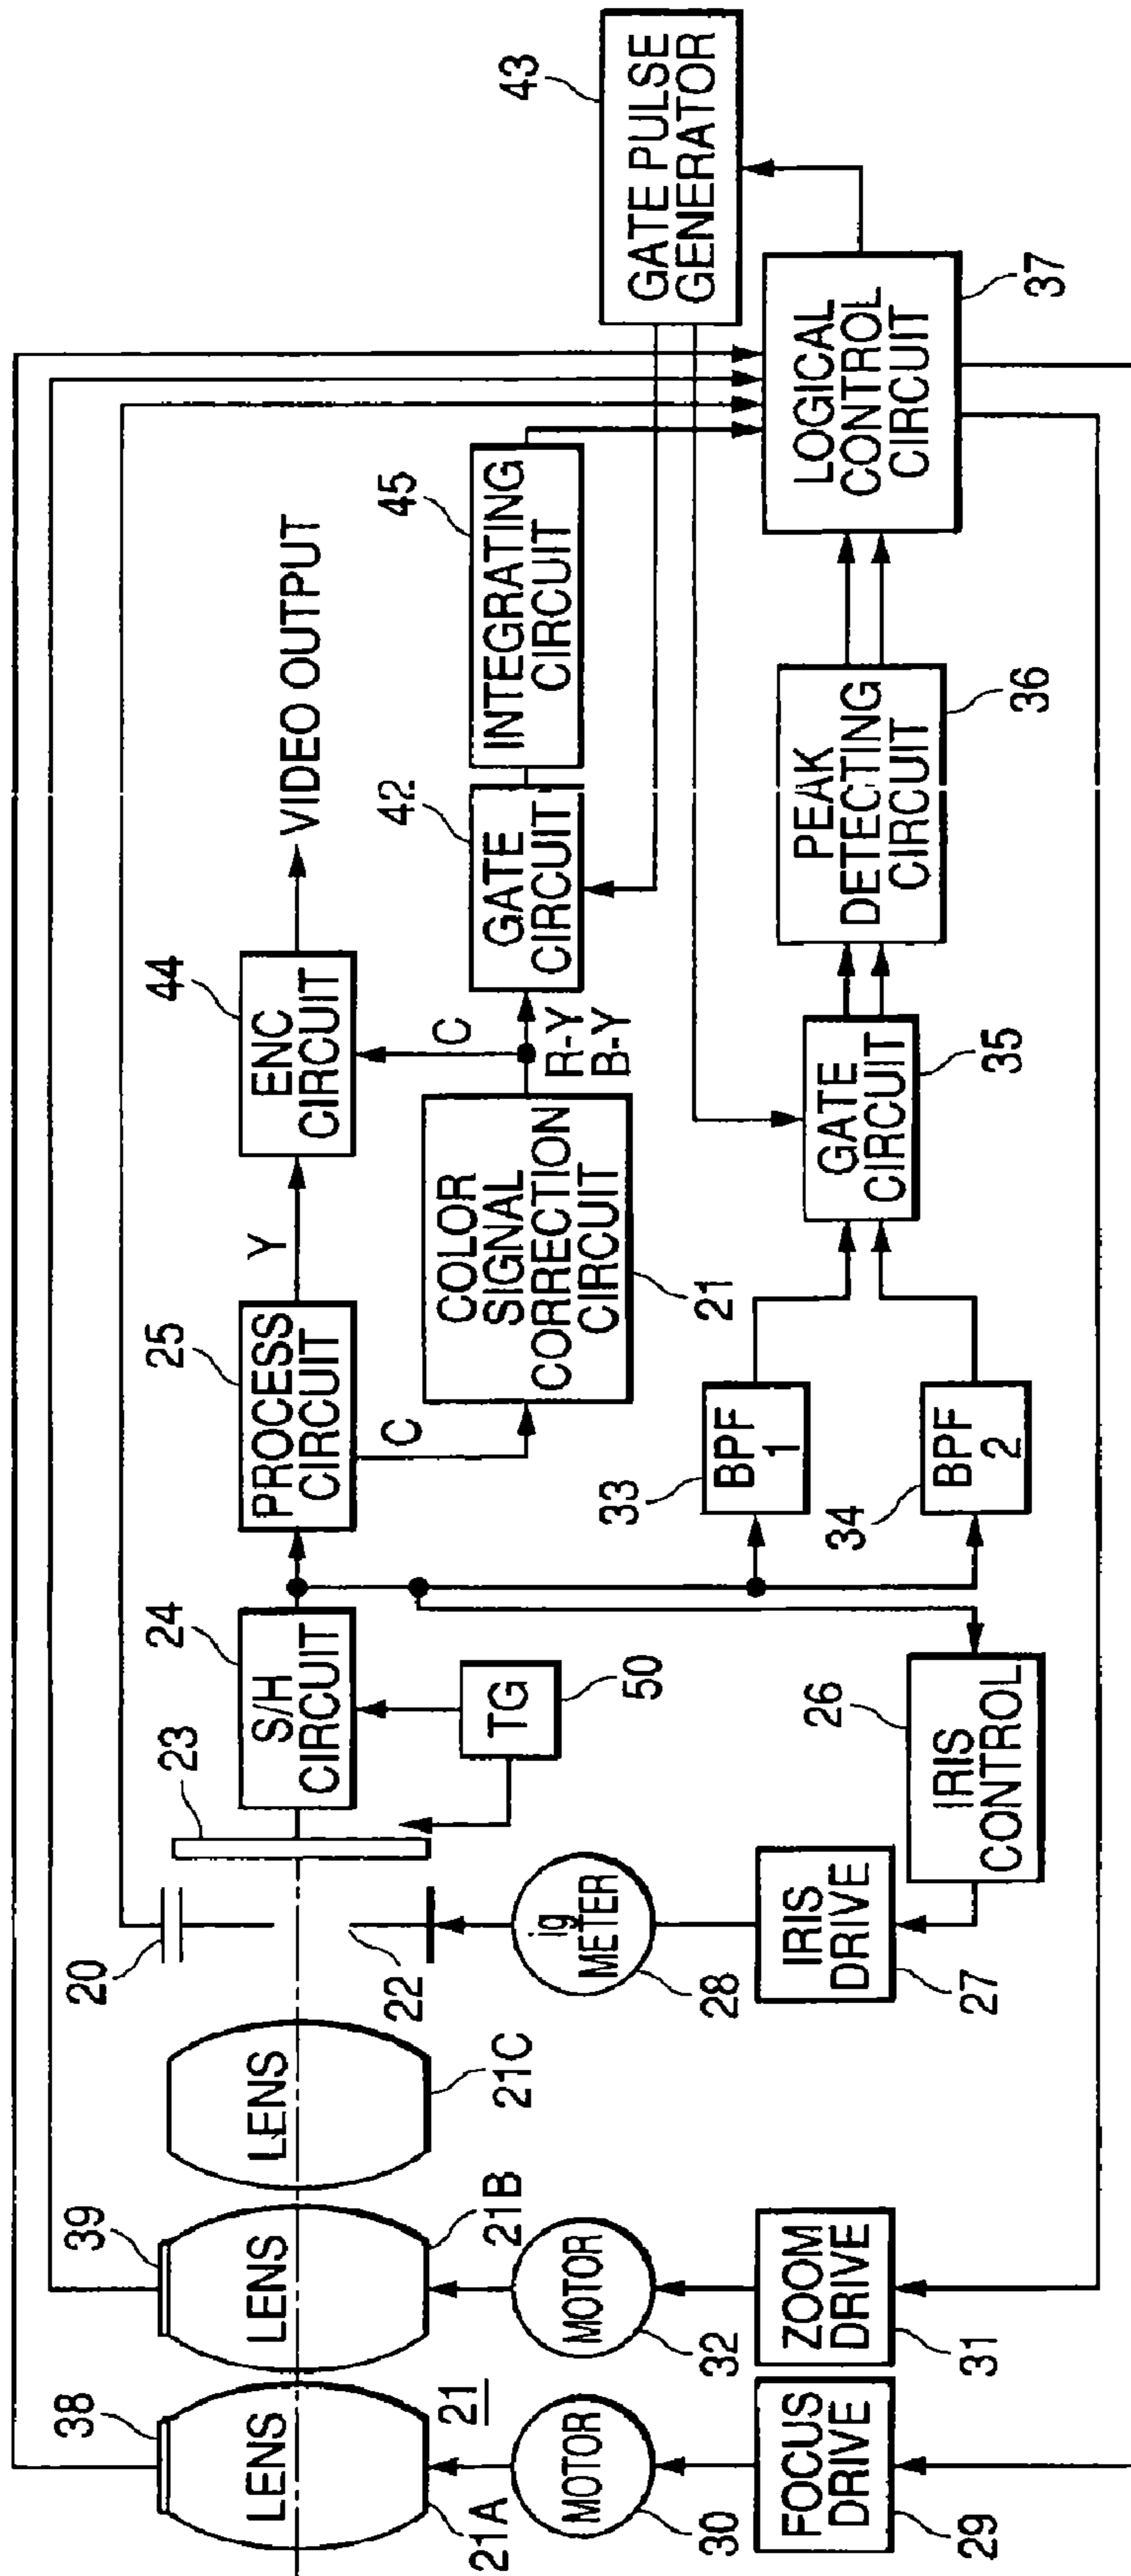 38
39
20
23
24
25
44
43
LENS
LENS
LENS
S/H
CIRCUIT
PROCESS
CIRCUIT
Y
ENC
CIRCUIT
VIDEO OUTPUT
C
C
21A
21
21B
21C
22
TG
50
COLOR
SIGNAL
CORRECTION
CIRCUIT
21
R-Y
B-Y
42
GATE
CIRCUIT
45
INTEGRATING
CIRCUIT
GATE PULSE
GENERATOR
MOTOR
30
MOTOR
32
ig
METER
28
33
BPF
1
34
BPF
2
GATE
CIRCUIT
35
PEAK
DETECTING
CIRCUIT
36
LOGICAL
CONTROL
CIRCUIT
37
FOCUS
DRIVE
29
ZOOM
DRIVE
31
IRIS
DRIVE
27
26
IRIS
CONTROL